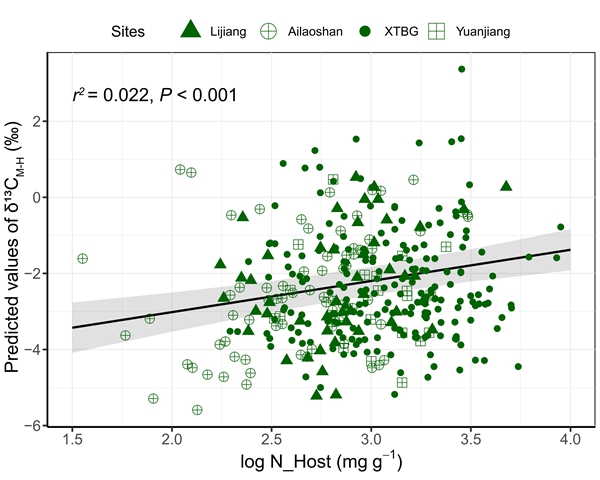 Sites Lijiang Ailaoshan XTBG Yuanjiang
r² = 0.022, P < 0.001
Predicted values of δ¹³C_M-H (‰)
2
0
−2
−4
−6
1.5 2.0 2.5 3.0 3.5 4.0
log N_Host (mg g⁻¹)